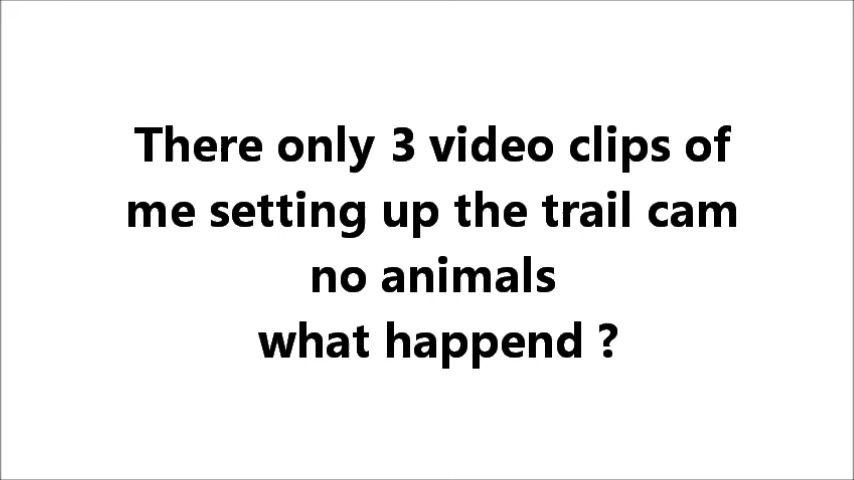 There only 3 video clips of
me setting up the trail cam
no animals
what happend ?